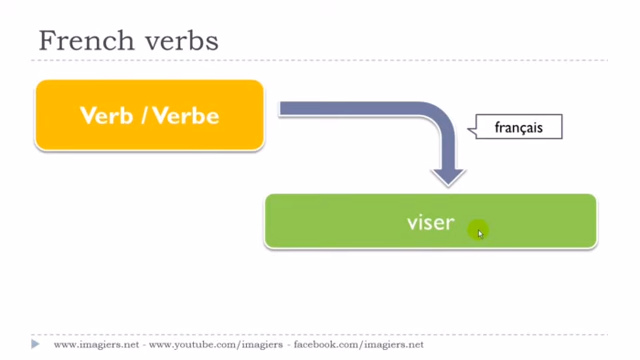 French verbs
Verb / Verbe
français
viser
www.imagiers.net - www.youtube.com/imagiers - facebook.com/imagiers.net